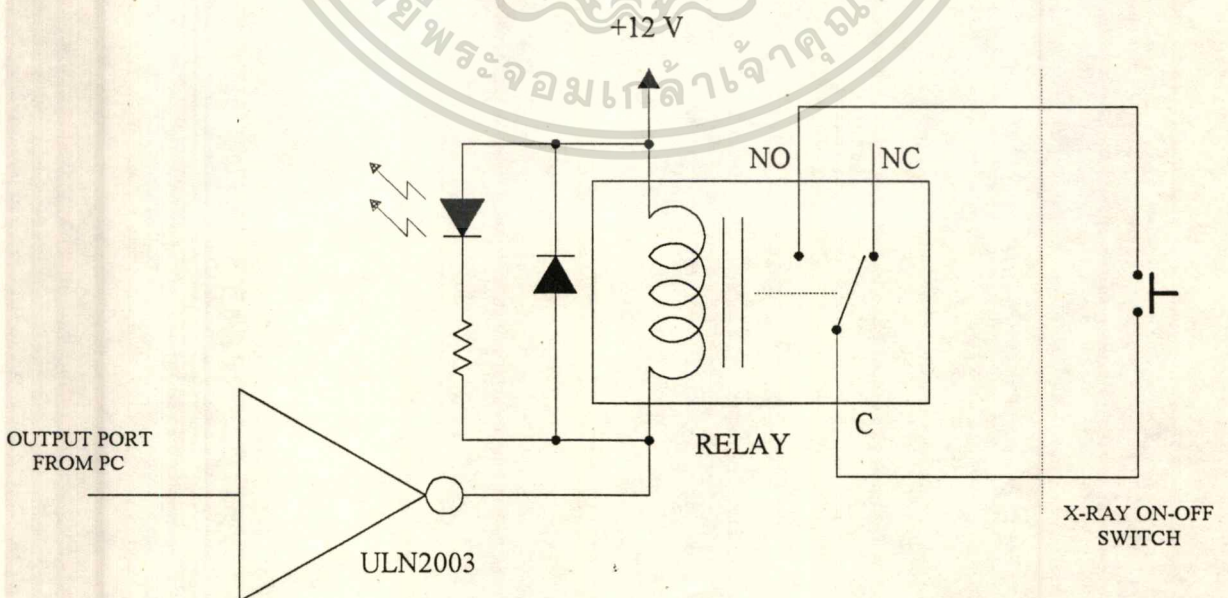 +12 V
NO
NC
C
RELAY
OUTPUT PORT
FROM PC
ULN2003
X-RAY ON-OFF
SWITCH